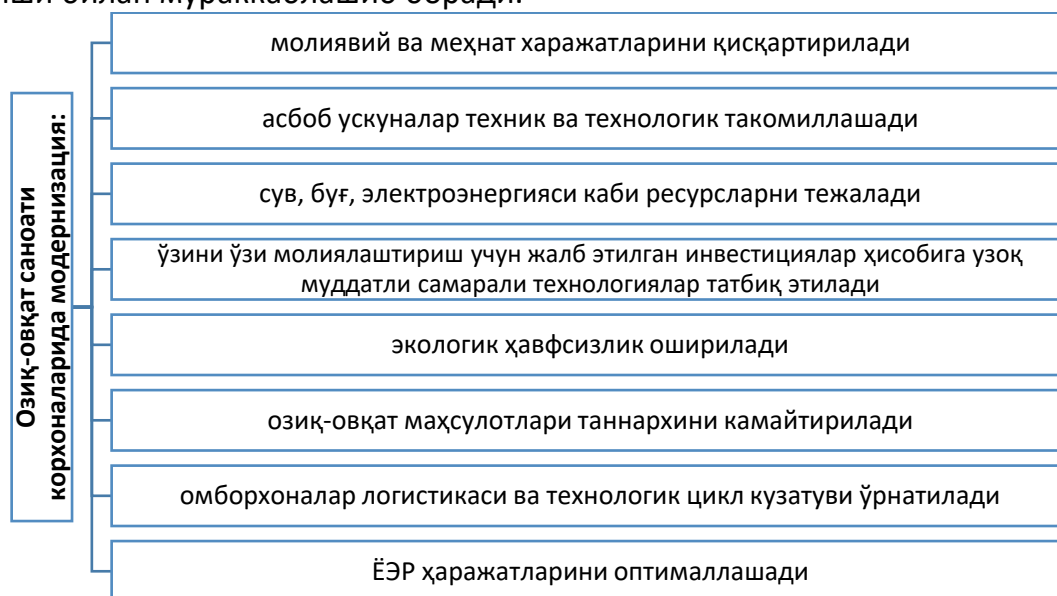 мураккаблашиб боради.
Озиқ-овқат саноати
корхоналарида модернизация:
молиявий ва меҳнат харажатларини қисқартирилади
асбоб ускуналар техник ва технологик такомиллашади
сув, буғ, электроэнергияси каби ресурсларни тежалади
ўзини ўзи молиялаштириш учун жалб этилган инвестициялар ҳисобига узоқ
муддатли самарали технологиялар татбиқ этилади
экологик ҳавфсизлик оширилади
озиқ-овқат маҳсулотлари таннархини камайтирилади
омборхоналар логистикаси ва технологик цикл кузатуви ўрнатилади
ЁЭР ҳаражатларини оптималлашади